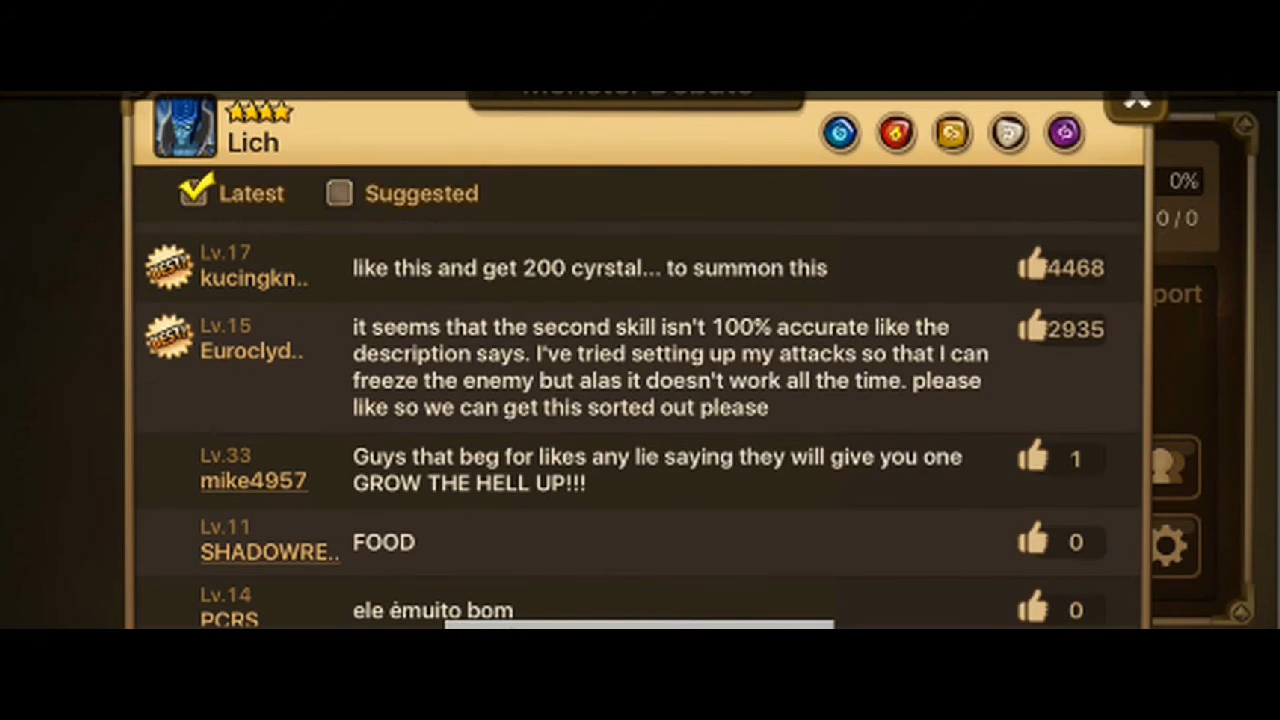 Monster Debate
Lich
Latest
Suggested
0%
0/0
port
Lv.17
kucingkn..
like this and get 200 cyrstal... to summon this
4468
BEST!!
Lv.15
Euroclyd..
it seems that the second skill isn't 100% accurate like the
description says. I've tried setting up my attacks so that I can
freeze the enemy but alas it doesn't work all the time. please
like so we can get this sorted out please
2935
BEST!!
Lv.33
mike4957
Guys that beg for likes any lie saying they will give you one
GROW THE HELL UP!!!
1
Lv.11
SHADOWRE..
FOOD
0
Lv.14
PCRS
ele émuito bom
0